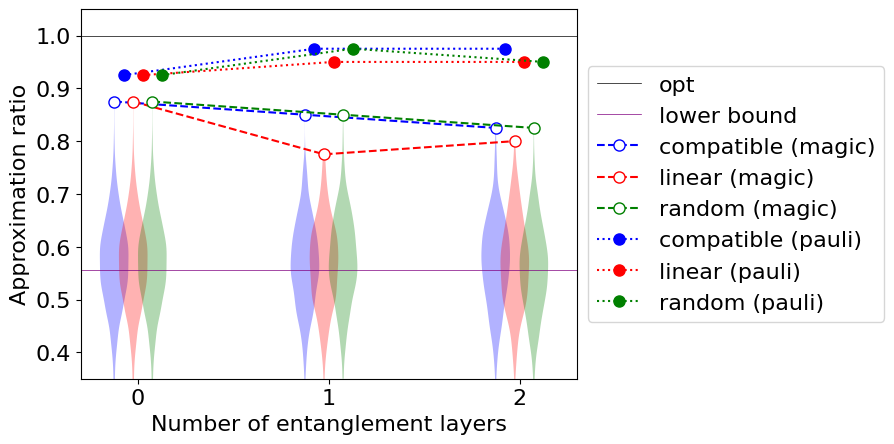 Approximation ratio
1.0
0.9
0.8
0.7
0.6
0.5
0.4
0
1
2
Number of entanglement layers
opt
lower bound
compatible (magic)
linear (magic)
random (magic)
compatible (pauli)
linear (pauli)
random (pauli)